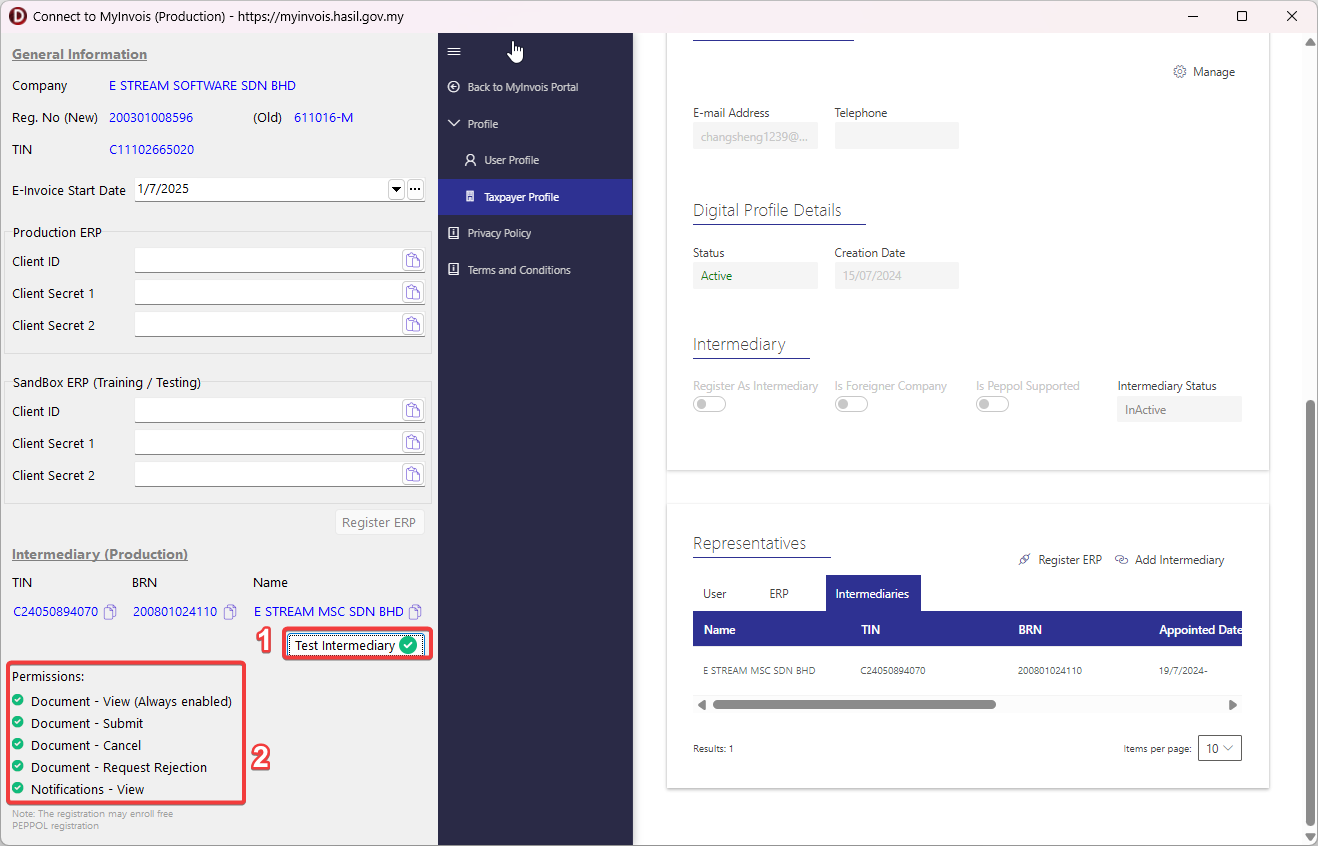 Connect to MyInvois (Production) - https://myinvois.hasil.gov.my
General Information
Company E STREAM SOFTWARE SDN BHD
Reg. No (New) 200301008596 (Old) 611016-M
TIN C11102665020
E-Invoice Start Date 1/7/2025
Production ERP
Client ID
Client Secret 1
Client Secret 2
SandBox ERP (Training / Testing)
Client ID
Client Secret 1
Client Secret 2
Register ERP
Intermediary (Production)
TIN BRN Name
C24050894070 200801024110 E STREAM MSC SDN BHD
1 Test Intermediary
Permissions:
Document - View (Always enabled)
Document - Submit
Document - Cancel
Document - Request Rejection
Notifications - View
2
Note: The registration may enroll free
PEPPOL registration
Back to MyInvois Portal
Profile
User Profile
Taxpayer Profile
Privacy Policy
Terms and Conditions
Manage
E-mail Address Telephone
changsheng1239@...
Digital Profile Details
Status Creation Date
Active 15/07/2024
Intermediary
Register As Intermediary Is Foreigner Company Is Peppol Supported Intermediary Status
InActive
Representatives
Register ERP Add Intermediary
User ERP Intermediaries
Name TIN BRN Appointed Date
E STREAM MSC SDN BHD C24050894070 200801024110 19/7/2024-
Results: 1 Items per page: 10